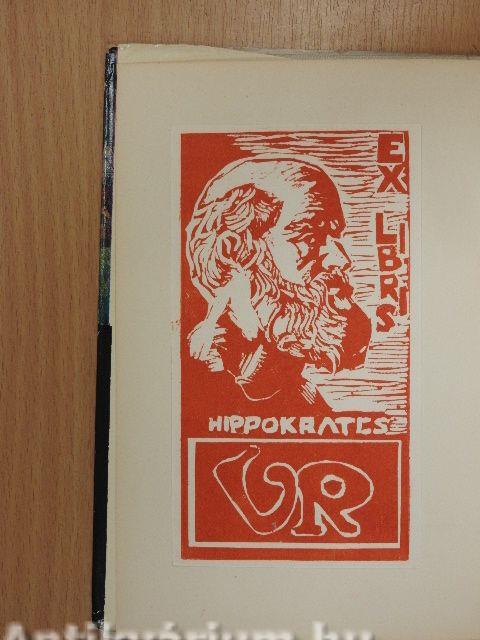 EX
LIBRIS
HIPPOKRATES
VR
Antikvárium.hu